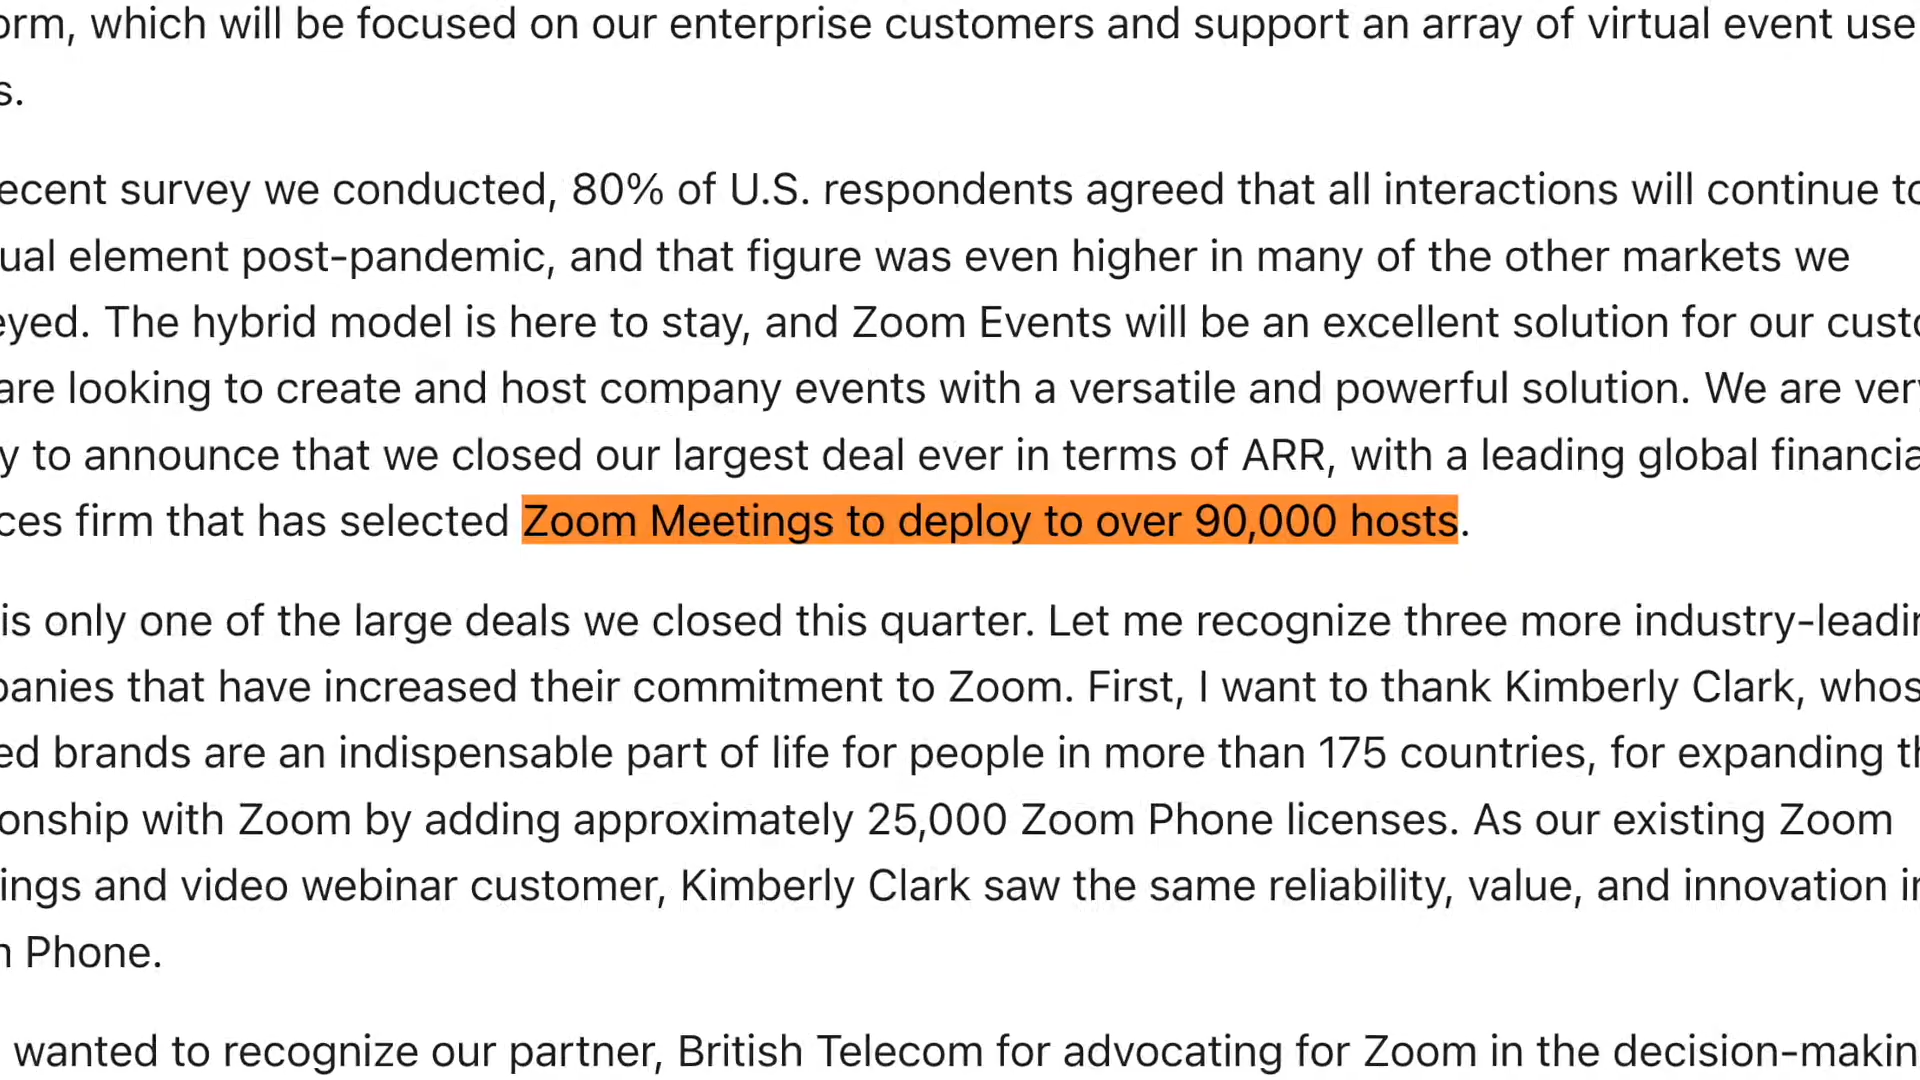 orm, which will be focused on our enterprise customers and support an array of virtual event use
s.
ecent survey we conducted, 80% of U.S. respondents agreed that all interactions will continue to
ual element post-pandemic, and that figure was even higher in many of the other markets we
eyed. The hybrid model is here to stay, and Zoom Events will be an excellent solution for our custo
are looking to create and host company events with a versatile and powerful solution. We are very
y to announce that we closed our largest deal ever in terms of ARR, with a leading global financia
ces firm that has selected Zoom Meetings to deploy to over 90,000 hosts.
is only one of the large deals we closed this quarter. Let me recognize three more industry-leadin
panies that have increased their commitment to Zoom. First, I want to thank Kimberly Clark, whos
ed brands are an indispensable part of life for people in more than 175 countries, for expanding th
onship with Zoom by adding approximately 25,000 Zoom Phone licenses. As our existing Zoom
ings and video webinar customer, Kimberly Clark saw the same reliability, value, and innovation in
n Phone.
wanted to recognize our partner, British Telecom for advocating for Zoom in the decision-makin